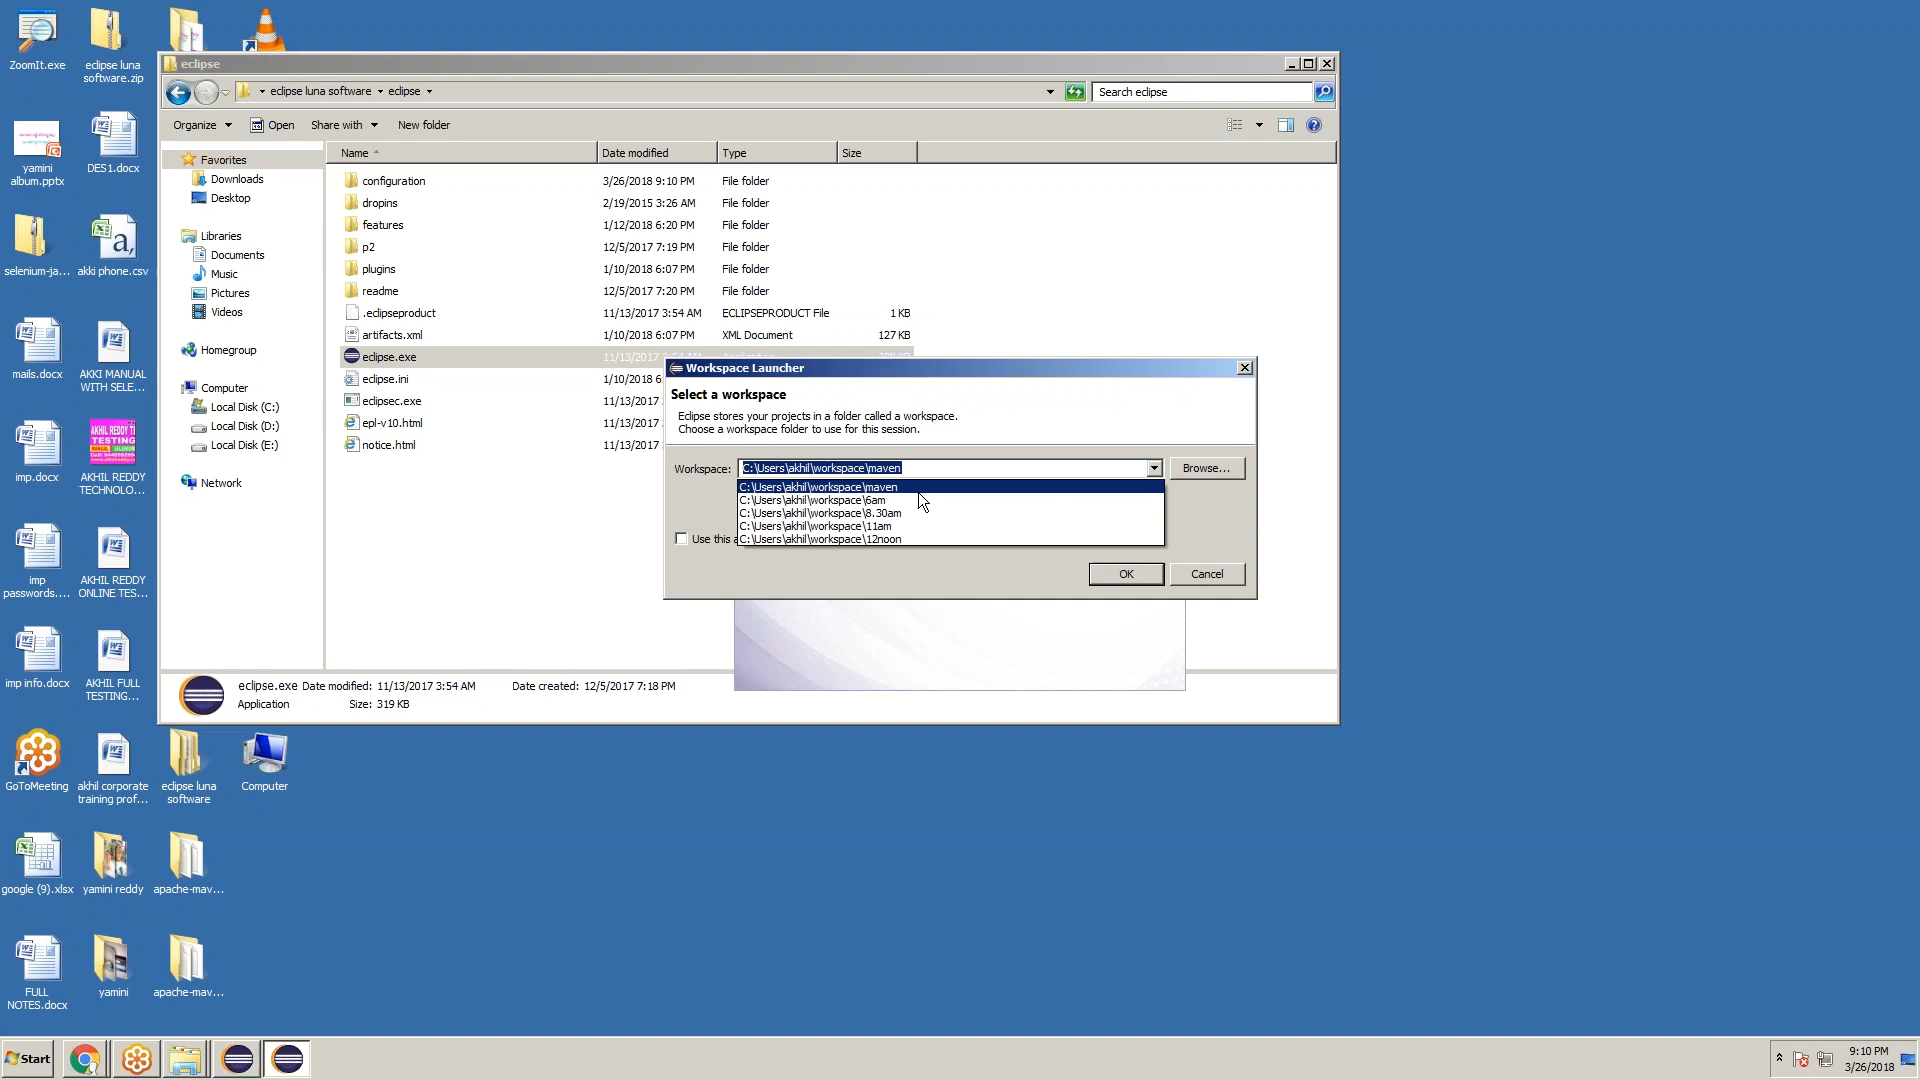 ZoomIt.exe
eclipse luna
software.zip
yamini
album.pptx
DES1.docx
selenium-ja...
akki phone.csv
mails.docx
AKKI MANUAL
WITH SELE...
imp.docx
AKHIL REDDY
TECHNOLO...
imp
passwords....
AKHIL REDDY
ONLINE TES...
imp info.docx
AKHIL FULL
TESTING...
GoToMeeting
akhil corporate
training prof...
eclipse luna
software
Computer
google (9).xlsx
yamini reddy
apache-mav...
FULL
NOTES.docx
yamini
apache-mav...
eclipse
eclipse luna software
eclipse
Search eclipse
Organize
Open
Share with
New folder
Favorites
Downloads
Desktop
Libraries
Documents
Music
Pictures
Videos
Homegroup
Computer
Local Disk (C:)
Local Disk (D:)
Local Disk (E:)
Network
Name Date modified Type Size
configuration 3/26/2018 9:10 PM File folder
dropins 2/19/2015 3:26 AM File folder
features 1/12/2018 6:20 PM File folder
p2 12/5/2017 7:19 PM File folder
plugins 1/10/2018 6:07 PM File folder
readme 12/5/2017 7:20 PM File folder
.eclipseproduct 11/13/2017 3:54 AM ECLIPSEPRODUCT File 1 KB
artifacts.xml 1/10/2018 6:07 PM XML Document 127 KB
eclipse.exe 11/13/2017
eclipse.ini 1/10/2018 6
eclipsec.exe 11/13/2017
epl-v10.html 11/13/2017
notice.html 11/13/2017
Workspace Launcher
Select a workspace
Eclipse stores your projects in a folder called a workspace.
Choose a workspace folder to use for this session.
Workspace: C:\Users\akhil\workspace\maven Browse...
C:\Users\akhil\workspace\maven
C:\Users\akhil\workspace\6am
C:\Users\akhil\workspace\8.30am
C:\Users\akhil\workspace\11am
C:\Users\akhil\workspace\12noon
Use this a
OK Cancel
eclipse.exe Date modified: 11/13/2017 3:54 AM Date created: 12/5/2017 7:18 PM
Application Size: 319 KB
Start
9:10 PM
3/26/2018